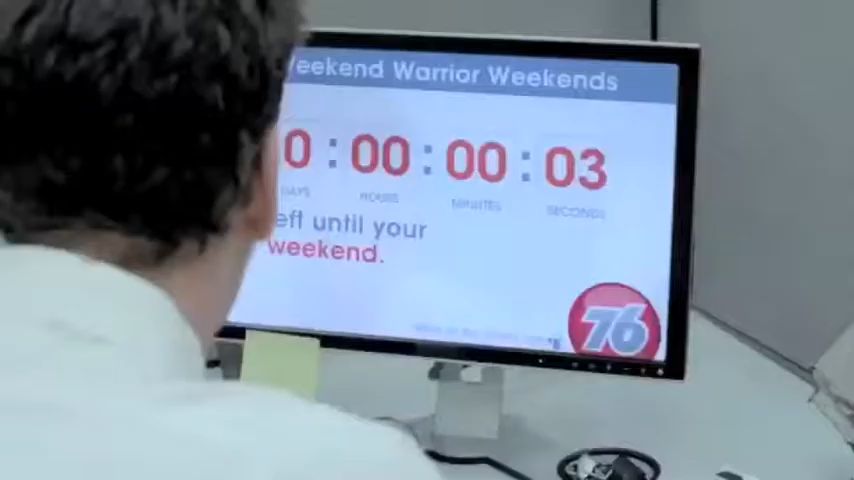 Weekend Warrior Weekends
0 : 00 : 00 : 03
DAYS HOURS MINUTES SECONDS
left until your
weekend.
76